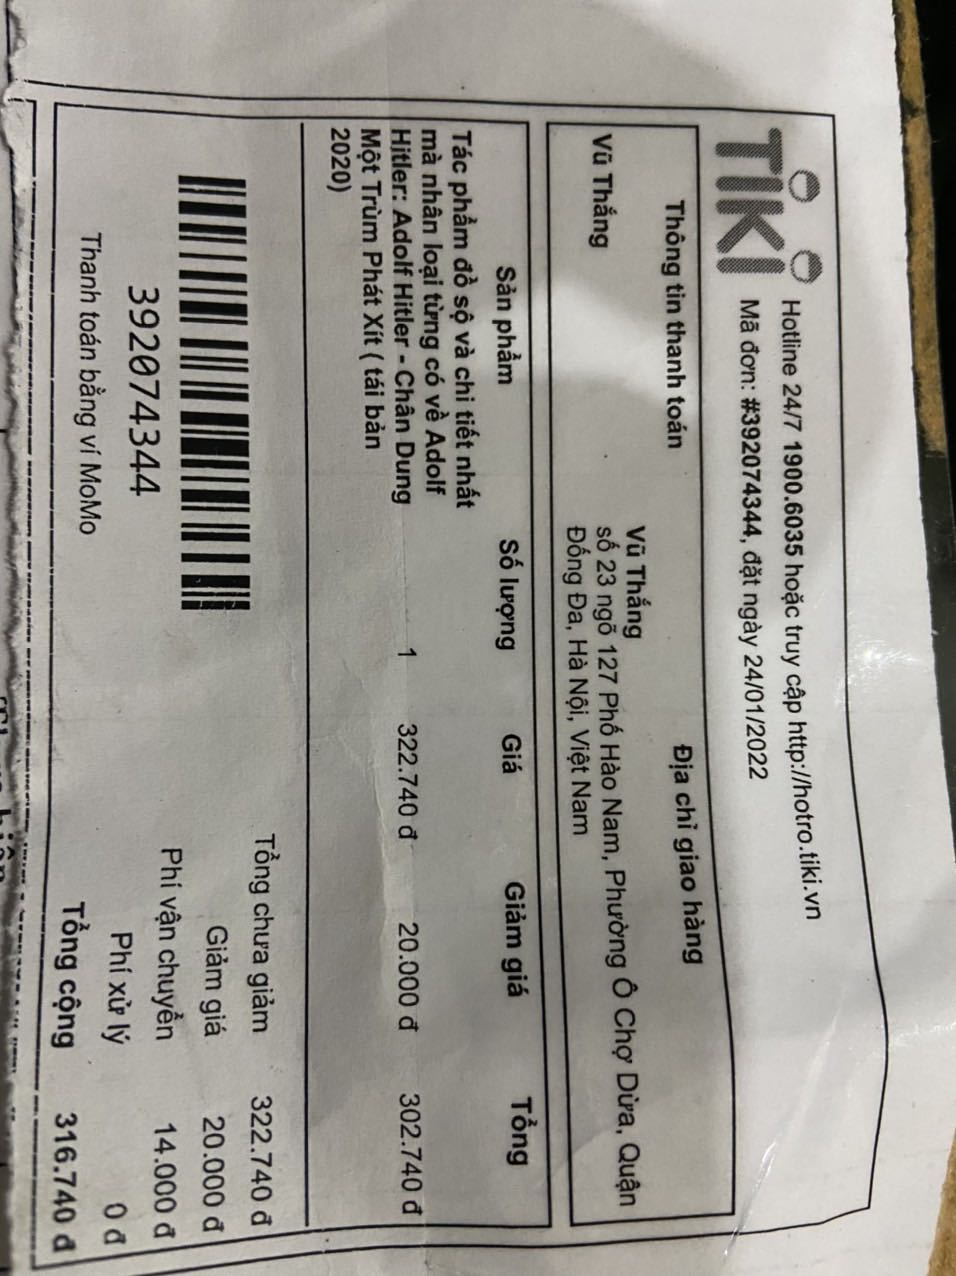 TIKI
Hotline 24/7 1900.6035 hoặc truy cập http://hotro.tiki.vn
Mã đơn: #392074344, đặt ngày 24/01/2022
Thông tin thanh toán
Địa chỉ giao hàng
Vũ Thắng
Vũ Thắng
số 23 ngõ 127 Phố Hào Nam, Phường Ô Chợ Dừa, Quận
Đống Đa, Hà Nội, Việt Nam
Sản phẩm Số lượng Giá Giảm giá Tổng
Tác phẩm đồ sộ và chi tiết nhất
mà nhân loại từng có về Adolf
Hitler: Adolf Hitler - Chân Dung 1 322.740 đ 20.000 đ 302.740 đ
Một Trùm Phát Xít ( tái bản
2020)
Tổng chưa giảm 322.740 đ
Giảm giá 20.000 đ
Phí vận chuyển 14.000 đ
Phí xử lý 0 đ
Tổng cộng 316.740 đ
392074344
Thanh toán bằng ví MoMo